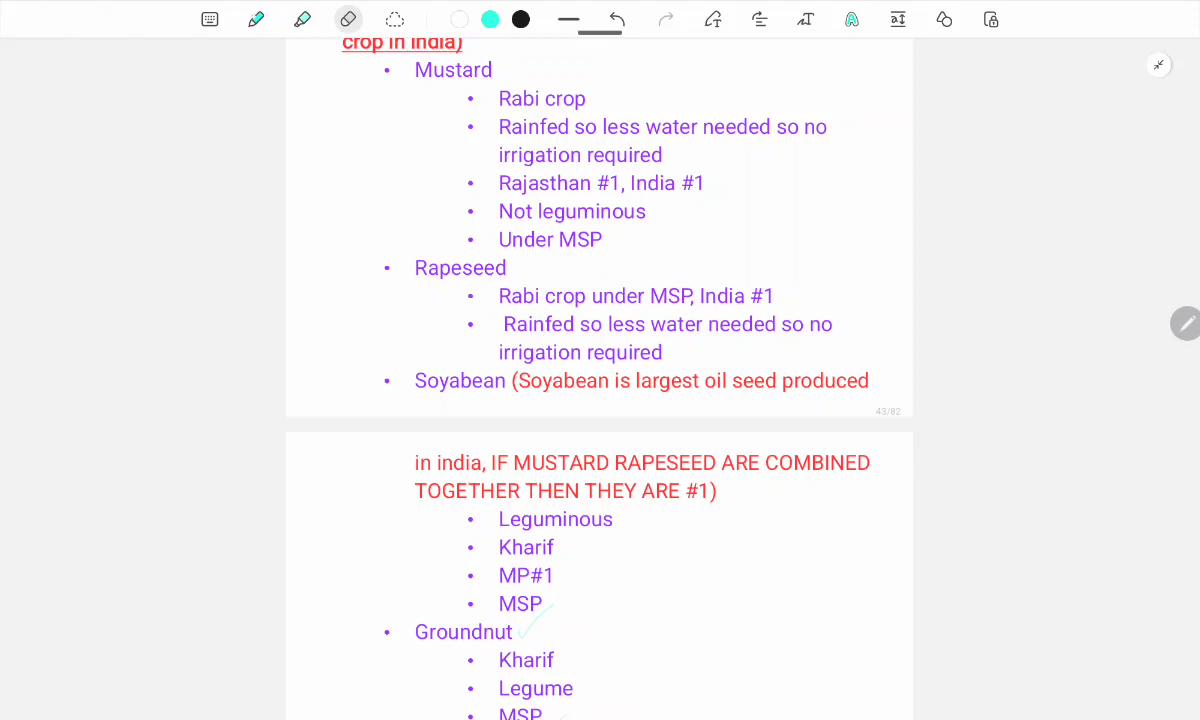 crop in India)
• Mustard
• Rabi crop
• Rainfed so less water needed so no
irrigation required
• Rajasthan #1, India #1
• Not leguminous
• Under MSP
• Rapeseed
• Rabi crop under MSP, India #1
• Rainfed so less water needed so no
irrigation required
• Soyabean (Soyabean is largest oil seed produced
43/82
in india, IF MUSTARD RAPESEED ARE COMBINED
TOGETHER THEN THEY ARE #1)
• Leguminous
• Kharif
• MP#1
• MSP
• Groundnut
• Kharif
• Legume
• MSP